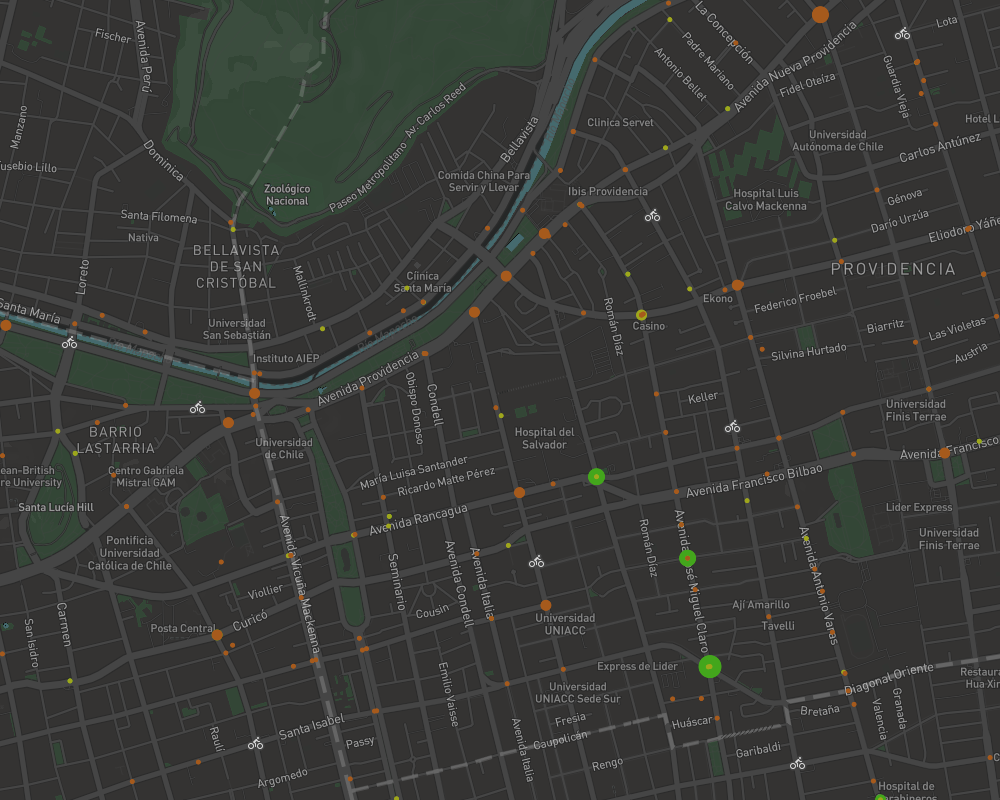 La Concepción
Lota
Fischer
Avenida Perú
Padre Mariano
Avenida Nueva Providencia
Antonio Bellet
Fidel Oteíza
Guardia Vieja
Av. Carlos Reed
Manzano
Bellavista
Clínica Servet
Hotel L
Universidad
Autónoma de Chile
Carlos Antúnez
Dominica
Paseo Metropolitano
usebio Lillo
Comida China Para
Servir y Llevar
Zoológico
Nacional
Ibis Providencia
Hospital Luis
Calvo Mackenna
Génova
Santa Filomena
Nativa
Darío Urzúa
Eliodoro Yáñe
BELLAVISTA
DE SAN
CRISTÓBAL
Loreto
Mallinkrodt
Clínica
Santa María
PROVIDENCIA
Ekono
Federico Froebel
Santa María
Universidad
San Sebastián
Román Díaz
Casino
Biarritz
Las Violetas
Silvina Hurtado
Austria
Instituto AIEP
Avenida Providencia
Obispo Donoso
Condell
Keller
Universidad
Finis Terrae
BARRIO
LASTARRIA
Universidad
de Chile
Hospital del
Salvador
Avenida Francisco
ean-British
re University
Centro Gabriela
Mistral GAM
María Luisa Santander
Ricardo Matte Pérez
Avenida Francisco Bilbao
Santa Lucía Hill
Avenida Rancagua
Lider Express
Pontificia
Universidad
Católica de Chile
Avenida Vicuña Mackenna
Seminario
Avenida Condell
Avenida Italia
Román Díaz
Avenida José Miguel Claro
Avenida Antonio Varas
Universidad
Finis Terrae
Viollier
Curicó
Cousin
Ají Amarillo
Tavelli
Carmen
San Isidro
Posta Central
Universidad
UNIACC
Express de Lider
Diagonal Oriente
Restaura
Hua Xin
Emilio Vaisse
Universidad
UNIACC Sede Sur
Bretaña
Valencia
Granada
Fresia
Huáscar
Santa Isabel
Raulí
Passy
Avenida Italia
Caupolicán
Rengo
Garibaldi
Argomedo
Hospital de
arabineros